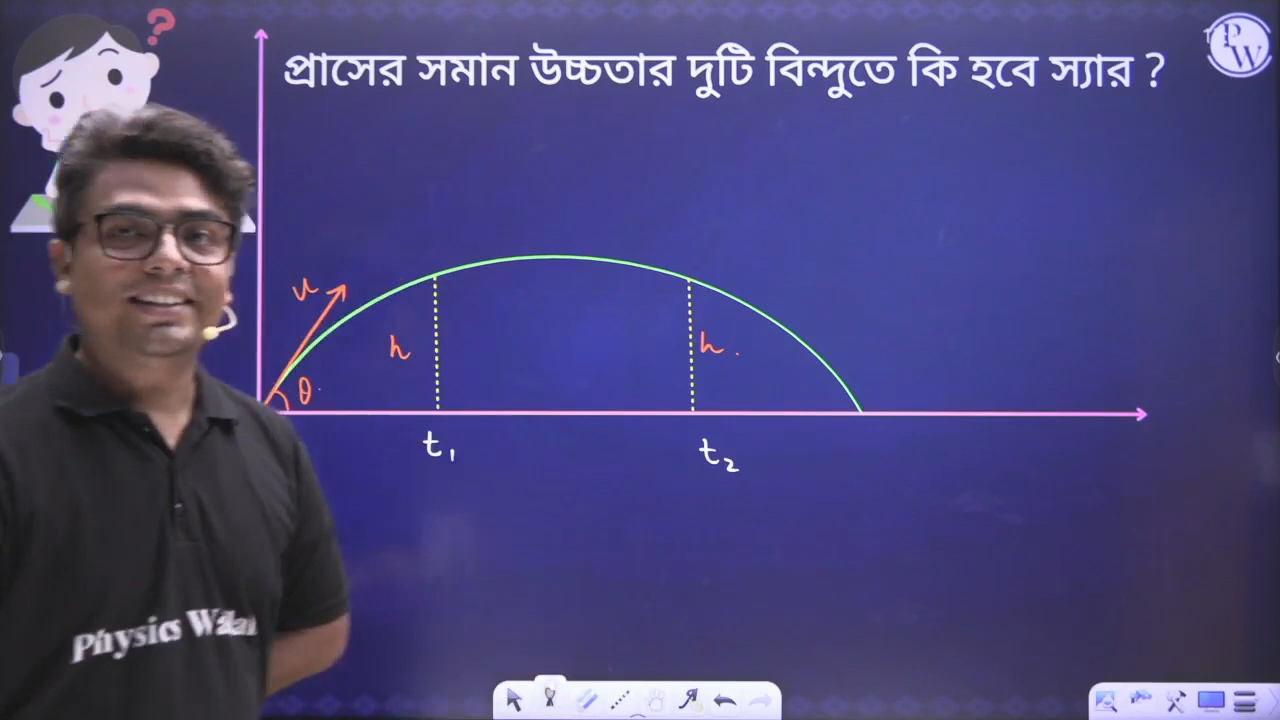 প্রাসের সমান উচ্চতার দুটি বিন্দুতে কি হবে স্যার ?
?
PW
u
h
h.
θ
t₁
t₂
Physics Wallah